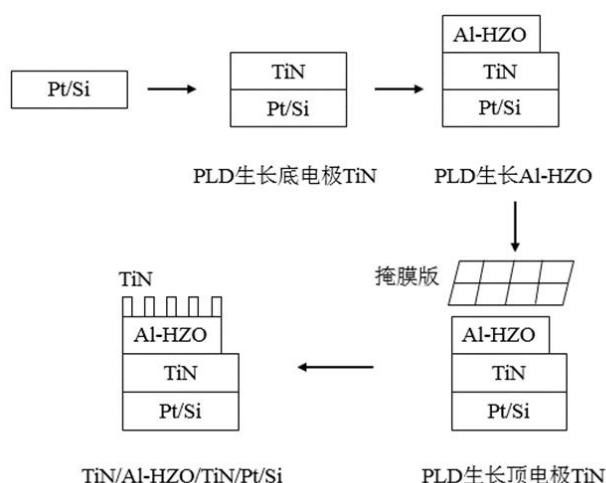 Pt/Si
TiN
Pt/Si
PLD生长底电极TiN
Al-HZO
TiN
Pt/Si
PLD生长Al-HZO
掩膜版
Al-HZO
TiN
Pt/Si
PLD生长顶电极TiN
TiN
Al-HZO
TiN
Pt/Si
TiN/Al-HZO/TiN/Pt/Si